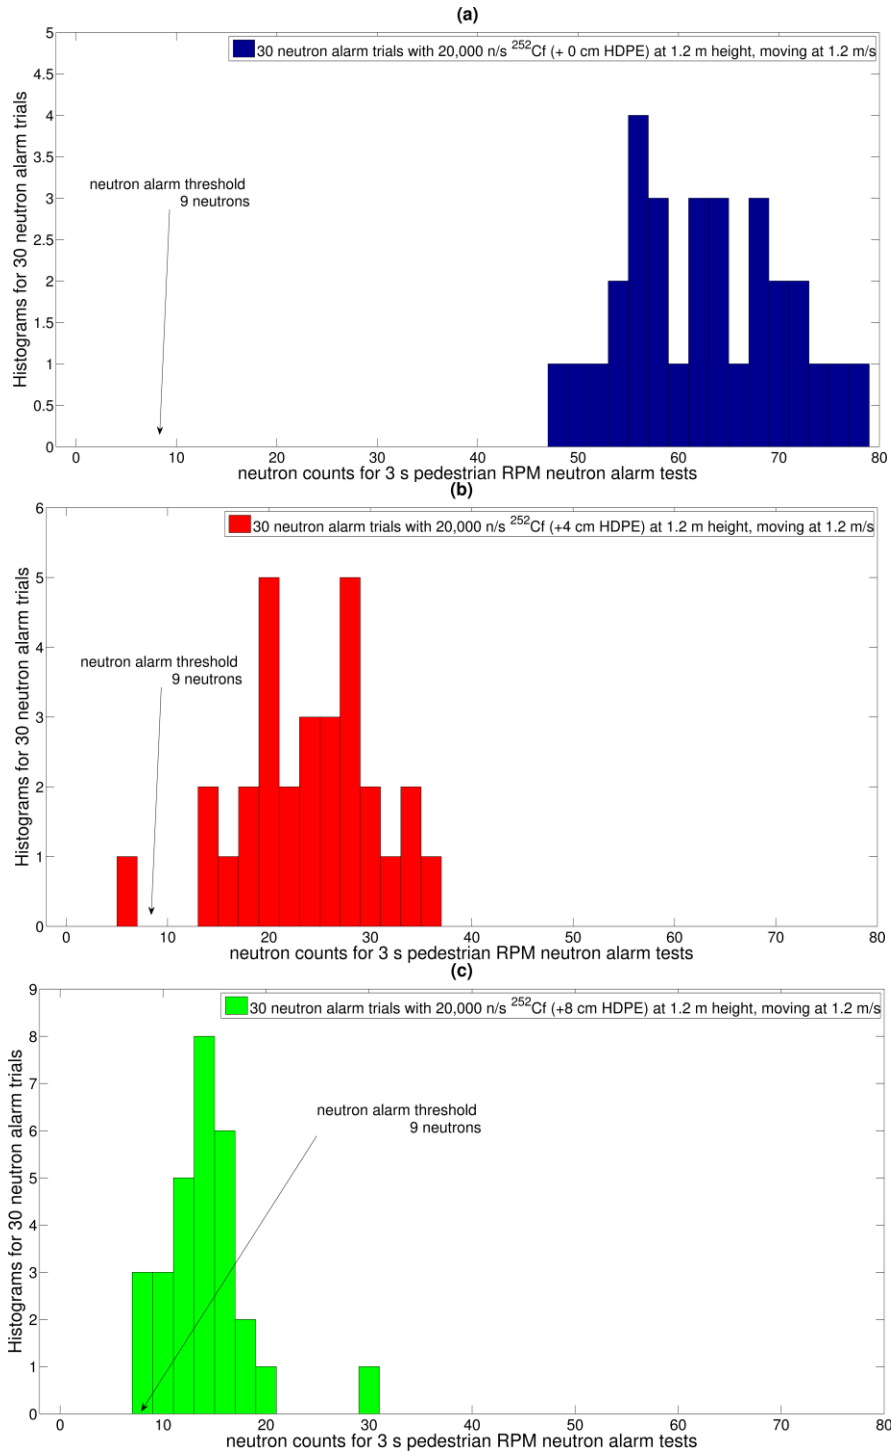 (a)
30 neutron alarm trials with 20,000 n/s ²⁵²Cf (+ 0 cm HDPE) at 1.2 m height, moving at 1.2 m/s
Histograms for 30 neutron alarm trials
5
4.5
4
3.5
3
2.5
2
1.5
1
0.5
0
neutron alarm threshold
9 neutrons
0 10 20 30 40 50 60 70 80
neutron counts for 3 s pedestrian RPM neutron alarm tests
(b)
30 neutron alarm trials with 20,000 n/s ²⁵²Cf (+4 cm HDPE) at 1.2 m height, moving at 1.2 m/s
Histograms for 30 neutron alarm trials
6
5
4
3
2
1
0
neutron alarm threshold
9 neutrons
0 10 20 30 40 50 60 70 80
neutron counts for 3 s pedestrian RPM neutron alarm tests
(c)
30 neutron alarm trials with 20,000 n/s ²⁵²Cf (+8 cm HDPE) at 1.2 m height, moving at 1.2 m/s
Histograms for 30 neutron alarm trials
9
8
7
6
5
4
3
2
1
0
neutron alarm threshold
9 neutrons
0 10 20 30 40 50 60 70 80
neutron counts for 3 s pedestrian RPM neutron alarm tests